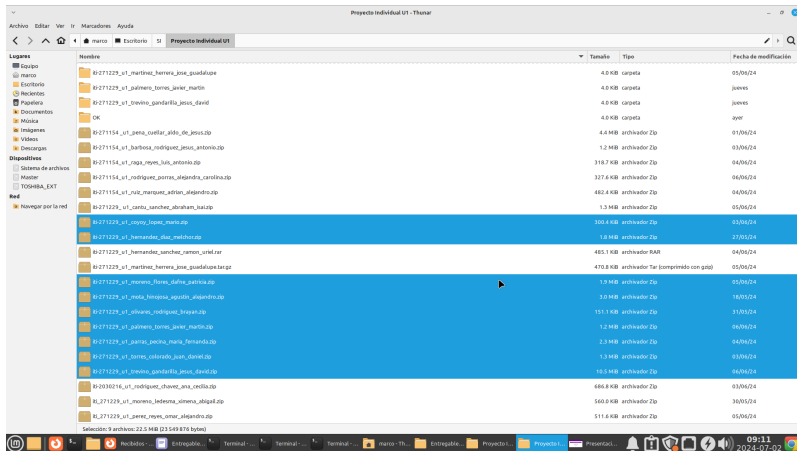 Proyecto Individual U1 - Thunar
Archivo Editar Ver Ir Marcadores Ayuda
marco Escritorio SI Proyecto Individual U1
Lugares
Equipo
marco
Escritorio
Recientes
Papelera
Documentos
Música
Imágenes
Vídeos
Descargas
Dispositivos
Sistema de archivos
Master
TOSHIBA_EXT
Red
Navegar por la red
Nombre Tamaño Tipo Fecha de modificación
iti-271229_u1_martinez_herrera_jose_guadalupe 4.0 KiB carpeta 05/06/24
iti-271229_u1_palmero_torres_javier_martin 4.0 KiB carpeta jueves
iti-271229_u1_trevino_gandarilla_jesus_david 4.0 KiB carpeta jueves
OK 4.0 KiB carpeta ayer
iti-271154 _u1_pena_cuellar_aldo_de_jesus.zip 4.4 MiB archivador Zip 01/06/24
iti-271154_u1_barbosa_rodriguez_jesus_antonio.zip 1.2 MiB archivador Zip 03/06/24
iti-271154_u1_raga_reyes_luis_antonio.zip 318.7 KiB archivador Zip 04/06/24
iti-271154_u1_rodriguez_porras_alejandra_carolina.zip 327.6 KiB archivador Zip 06/06/24
iti-271154_u1_ruiz_marquez_adrian_alejandro.zip 482.4 KiB archivador Zip 04/06/24
iti-271229_ u1_cantu_sanchez_abraham_isai.zip 1.3 MiB archivador Zip 05/06/24
iti-271229_u1_coyoy_lopez_mario.zip 300.4 KiB archivador Zip 03/06/24
iti-271229_u1_hernandez_diaz_melchor.zip 1.8 MiB archivador Zip 27/05/24
iti-271229_u1_hernandez_sanchez_ramon_uriel.rar 485.1 KiB archivador RAR 04/06/24
iti-271229_u1_martinez_herrera_jose_guadalupe.tar.gz 470.8 KiB archivador Tar (comprimido con gzip) 05/06/24
iti-271229_u1_moreno_flores_dafne_patricia.zip 1.9 MiB archivador Zip 05/06/24
iti-271229_u1_mota_hinojosa_agustin_alejandro.zip 3.0 MiB archivador Zip 18/05/24
iti-271229_u1_olivares_rodriguez_brayan.zip 151.1 KiB archivador Zip 31/05/24
iti-271229_u1_palmero_torres_javier_martin.zip 1.2 MiB archivador Zip 06/06/24
iti-271229_u1_parras_pecina_maria_fernanda.zip 2.3 MiB archivador Zip 04/06/24
iti-271229_u1_torres_colorado_juan_daniel.zip 1.3 MiB archivador Zip 03/06/24
iti-271229_u1_trevino_gandarilla_jesus_david.zip 10.5 MiB archivador Zip 06/06/24
iti-2030216_u1_rodriguez_chavez_ana_cecilia.zip 686.8 KiB archivador Zip 03/06/24
iti_271229_u1_moreno_ledesma_ximena_abigail.zip 560.0 KiB archivador Zip 30/05/24
iti_271229_u1_perez_reyes_omar_alejandro.zip 511.6 KiB archivador Zip 05/06/24
Selección: 9 archivos: 22.5 MiB (23 549 876 bytes)
Recibidos - ... Entregable... Terminal - ... Terminal - ... Terminal - ... marco - Th... Entregable... Proyecto I... Proyecto I... Presentaci... 09:11
2024-07-02